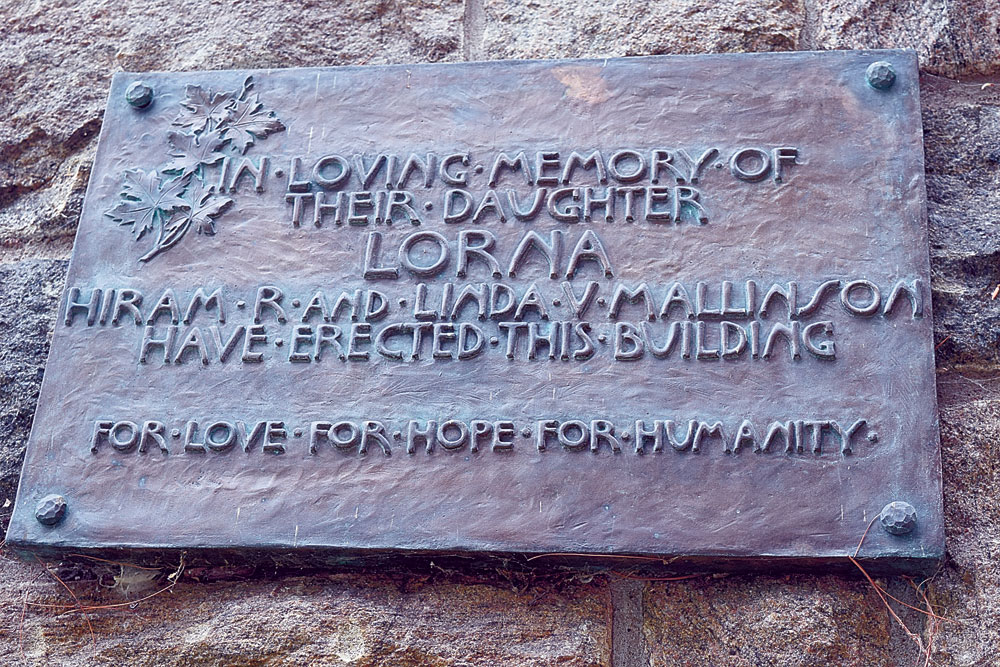 IN·LOVING·MEMORY·OF
THEIR·DAUGHTER
LORNA
HIRAM·R·AND·LINDA·V·MALLINSON
HAVE·ERECTED·THIS·BUILDING
FOR·LOVE·FOR·HOPE·FOR·FOR·HUMANITY·